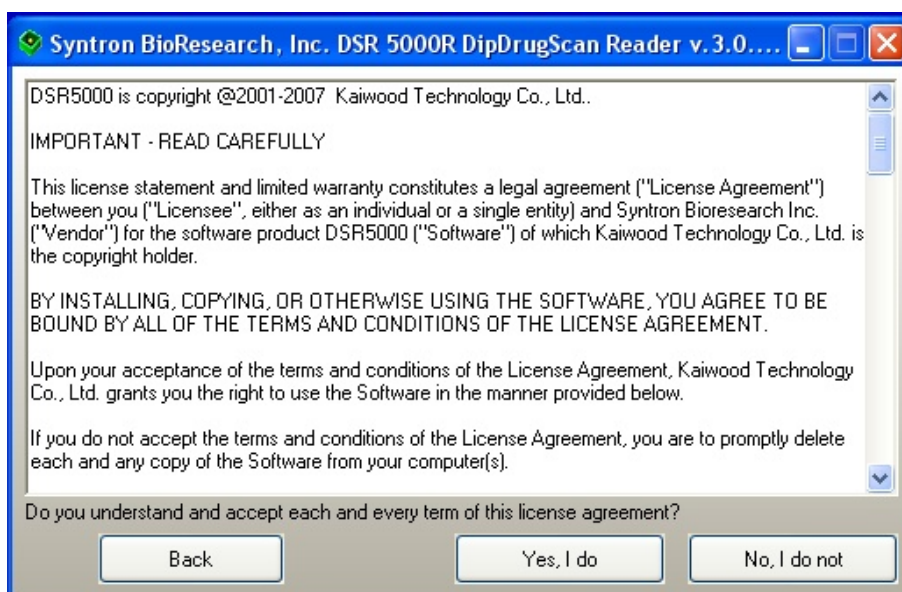 Syntron BioResearch, Inc. DSR 5000R DipDrugScan Reader v.3.0....
DSR5000 is copyright @2001-2007 Kaiwood Technology Co., Ltd..
IMPORTANT - READ CAREFULLY
This license statement and limited warranty constitutes a legal agreement ("License Agreement")
between you ("Licensee", either as an individual or a single entity) and Syntron Bioresearch Inc.
("Vendor") for the software product DSR5000 ("Software") of which Kaiwood Technology Co., Ltd. is
the copyright holder.
BY INSTALLING, COPYING, OR OTHERWISE USING THE SOFTWARE, YOU AGREE TO BE
BOUND BY ALL OF THE TERMS AND CONDITIONS OF THE LICENSE AGREEMENT.
Upon your acceptance of the terms and conditions of the License Agreement, Kaiwood Technology
Co., Ltd. grants you the right to use the Software in the manner provided below.
If you do not accept the terms and conditions of the License Agreement, you are to promptly delete
each and any copy of the Software from your computer(s).
Do you understand and accept each and every term of this license agreement?
Back
Yes, I do
No, I do not